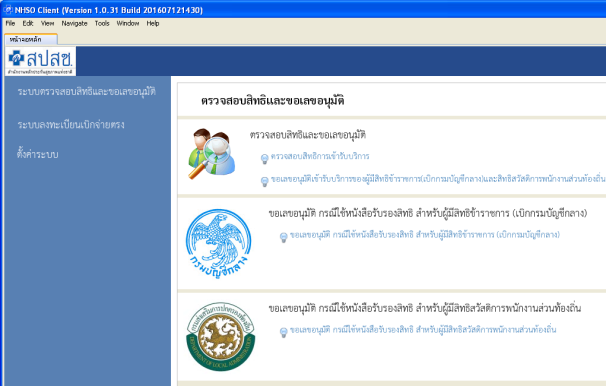 NHSO Client (Version 1.0.31 Build 201607121430)
File Edit View Navigate Tools Window Help
หน้าจอหลัก
สปสช.
สำนักงานหลักประกันสุขภาพแห่งชาติ
ระบบตรวจสอบสิทธิและขอเลขอนุมัติ
ระบบลงทะเบียนเบิกจ่ายตรง
ตั้งค่าระบบ
ตรวจสอบสิทธิและขอเลขอนุมัติ
ตรวจสอบสิทธิและขอเลขอนุมัติ
ตรวจสอบสิทธิการเข้ารับบริการ
ขอเลขอนุมัติเข้ารับบริการของผู้มีสิทธิข้าราชการ(เบิกกรมบัญชีกลาง)และสิทธิสวัสดิการพนักงานส่วนท้องถิ่น
ขอเลขอนุมัติ กรณีใช้หนังสือรับรองสิทธิ สำหรับผู้มีสิทธิข้าราชการ (เบิกกรมบัญชีกลาง)
ขอเลขอนุมัติ กรณีใช้หนังสือรับรองสิทธิ สำหรับผู้มีสิทธิข้าราชการ (เบิกกรมบัญชีกลาง)
กรมบัญชีกลาง
ขอเลขอนุมัติ กรณีใช้หนังสือรับรองสิทธิ สำหรับผู้มีสิทธิสวัสดิการพนักงานส่วนท้องถิ่น
ขอเลขอนุมัติ กรณีใช้หนังสือรับรองสิทธิ สำหรับผู้มีสิทธิสวัสดิการพนักงานส่วนท้องถิ่น
กรมส่งเสริมการปกครองท้องถิ่น
DEPARTMENT OF LOCAL ADMINISTRATION